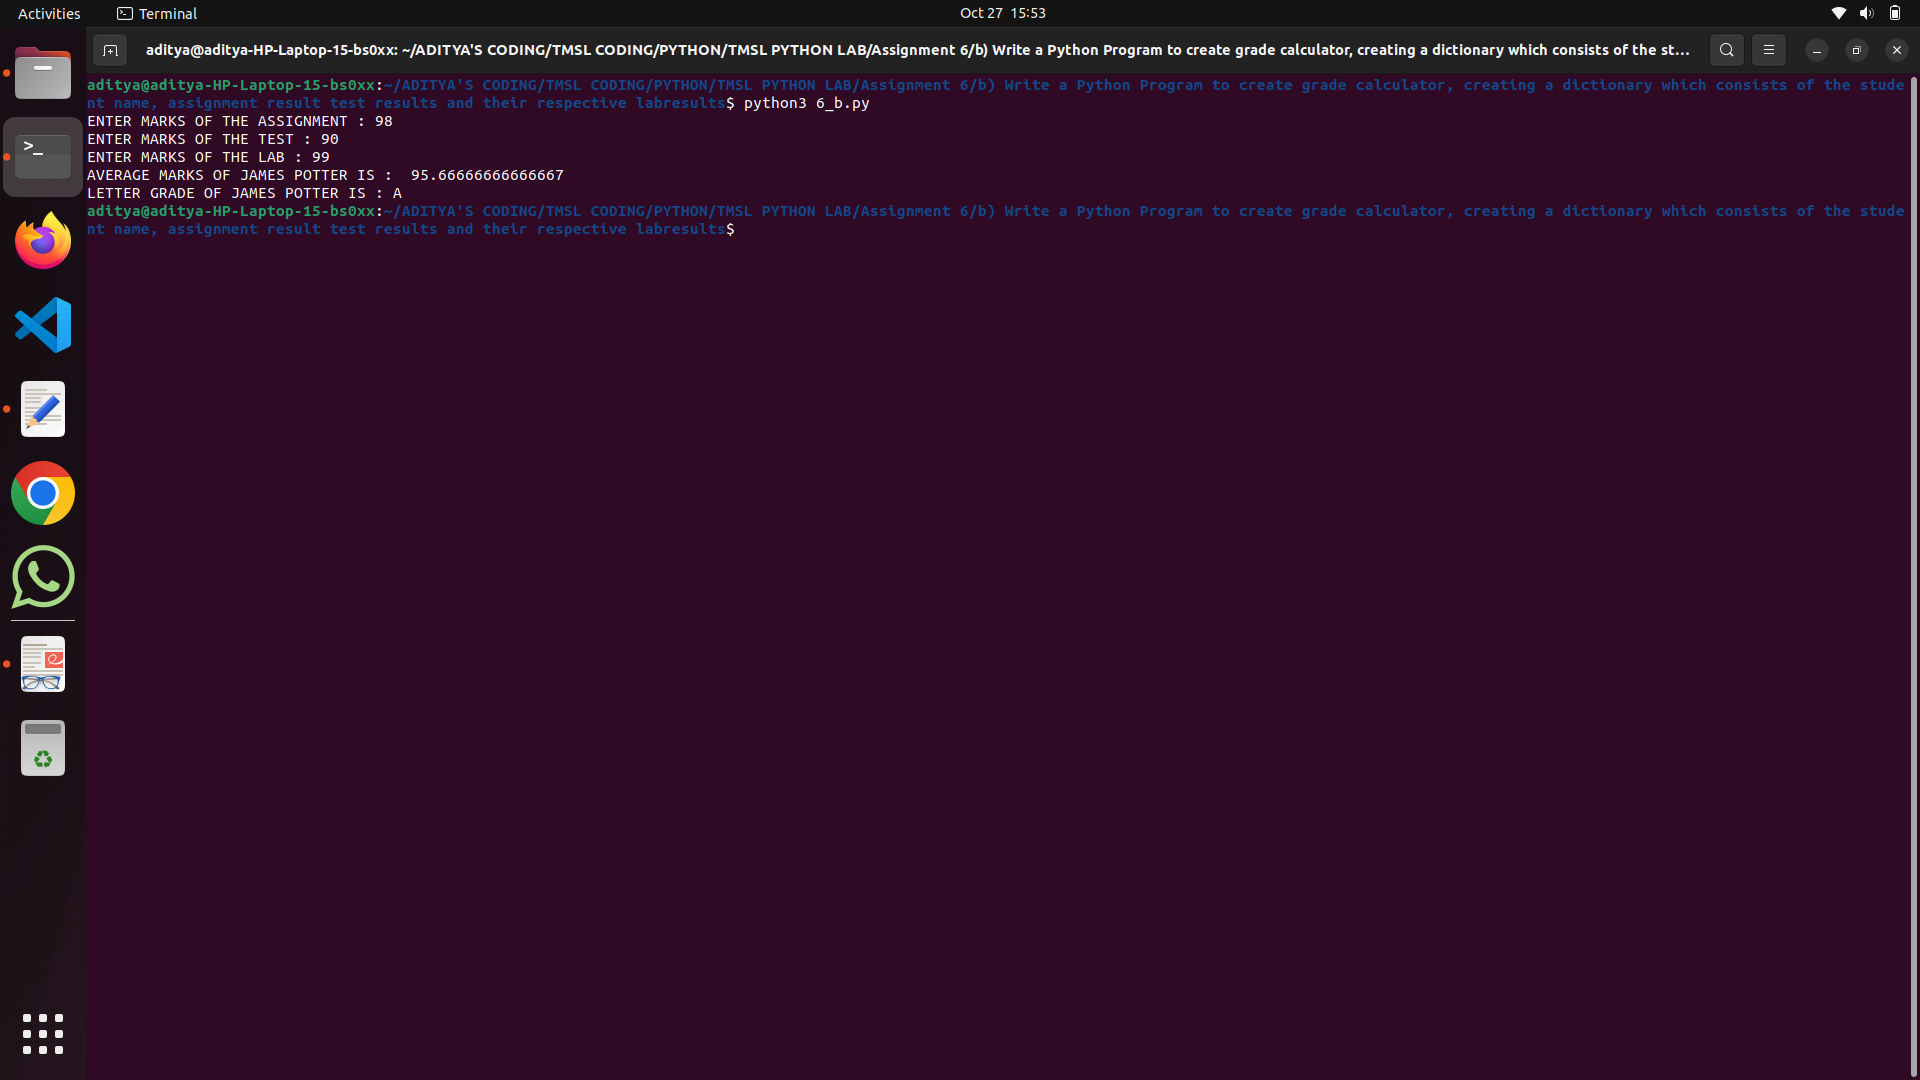 Activities Terminal Oct 27 15:53
aditya@aditya-HP-Laptop-15-bs0xx: ~/ADITYA'S CODING/TMSL CODING/PYTHON/TMSL PYTHON LAB/Assignment 6/b) Write a Python Program to create grade calculator, creating a dictionary which consists of the st...
aditya@aditya-HP-Laptop-15-bs0xx:~/ADITYA'S CODING/TMSL CODING/PYTHON/TMSL PYTHON LAB/Assignment 6/b) Write a Python Program to create grade calculator, creating a dictionary which consists of the stude
nt name, assignment result test results and their respective labresults$ python3 6_b.py
ENTER MARKS OF THE ASSIGNMENT : 98
ENTER MARKS OF THE TEST : 90
ENTER MARKS OF THE LAB : 99
AVERAGE MARKS OF JAMES POTTER IS :  95.66666666666667
LETTER GRADE OF JAMES POTTER IS : A
aditya@aditya-HP-Laptop-15-bs0xx:~/ADITYA'S CODING/TMSL CODING/PYTHON/TMSL PYTHON LAB/Assignment 6/b) Write a Python Program to create grade calculator, creating a dictionary which consists of the stude
nt name, assignment result test results and their respective labresults$